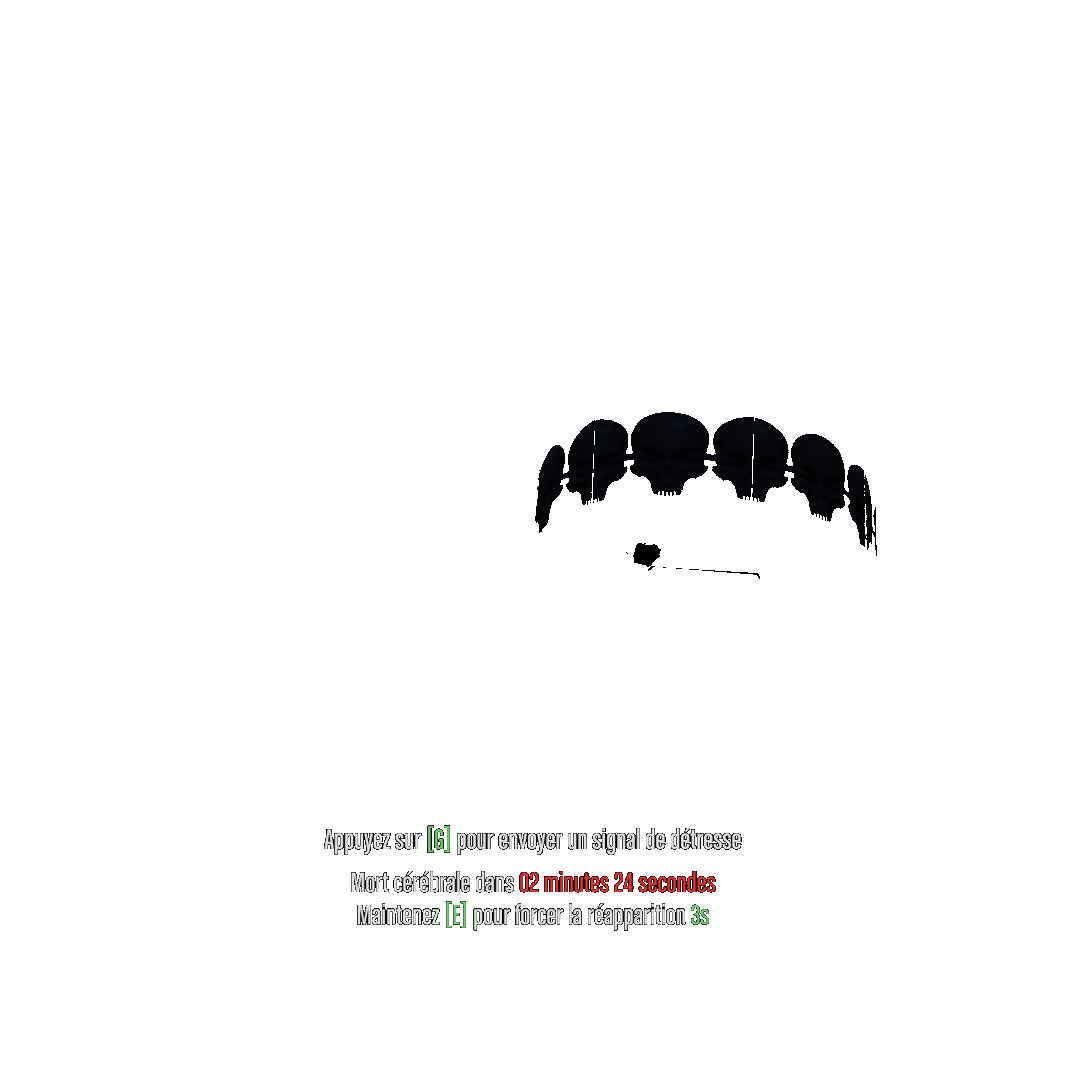 Appuyez sur [G] pour envoyer un signal de détresse
Mort cérébrale dans 02 minutes 24 secondes
Maintenez [E] pour forcer la réapparition 3s